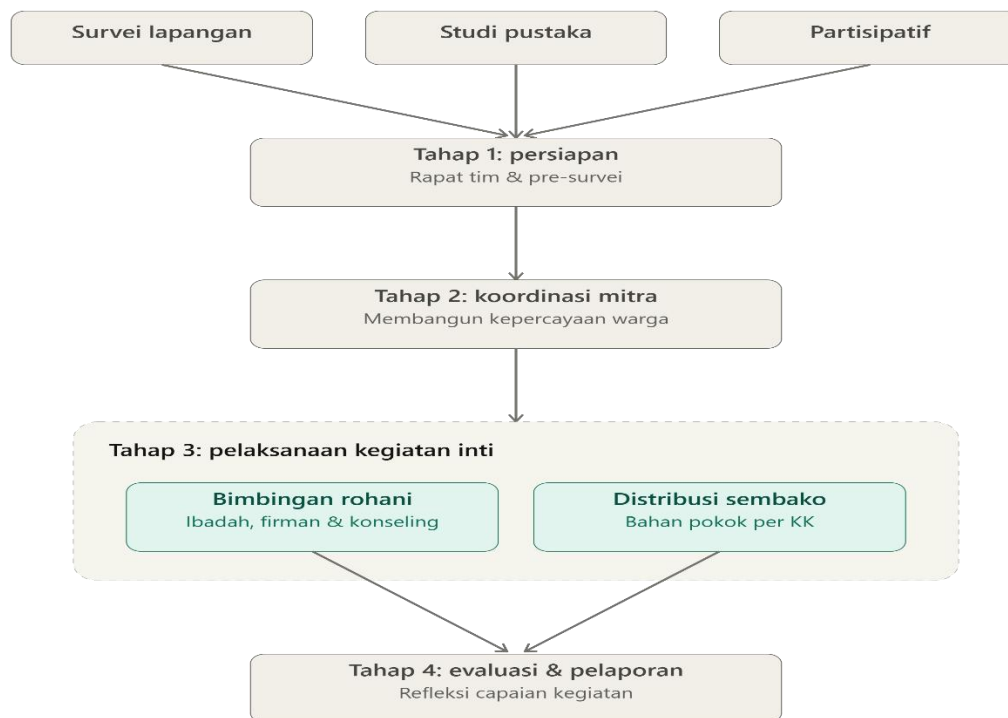 Survei lapangan
Studi pustaka
Partisipatif
Tahap 1: persiapan
Rapat tim & pre-survei
Tahap 2: koordinasi mitra
Membangun kepercayaan warga
Tahap 3: pelaksanaan kegiatan inti
Bimbingan rohani
Ibadah, firman & konseling
Distribusi sembako
Bahan pokok per KK
Tahap 4: evaluasi & pelaporan
Refleksi capaian kegiatan